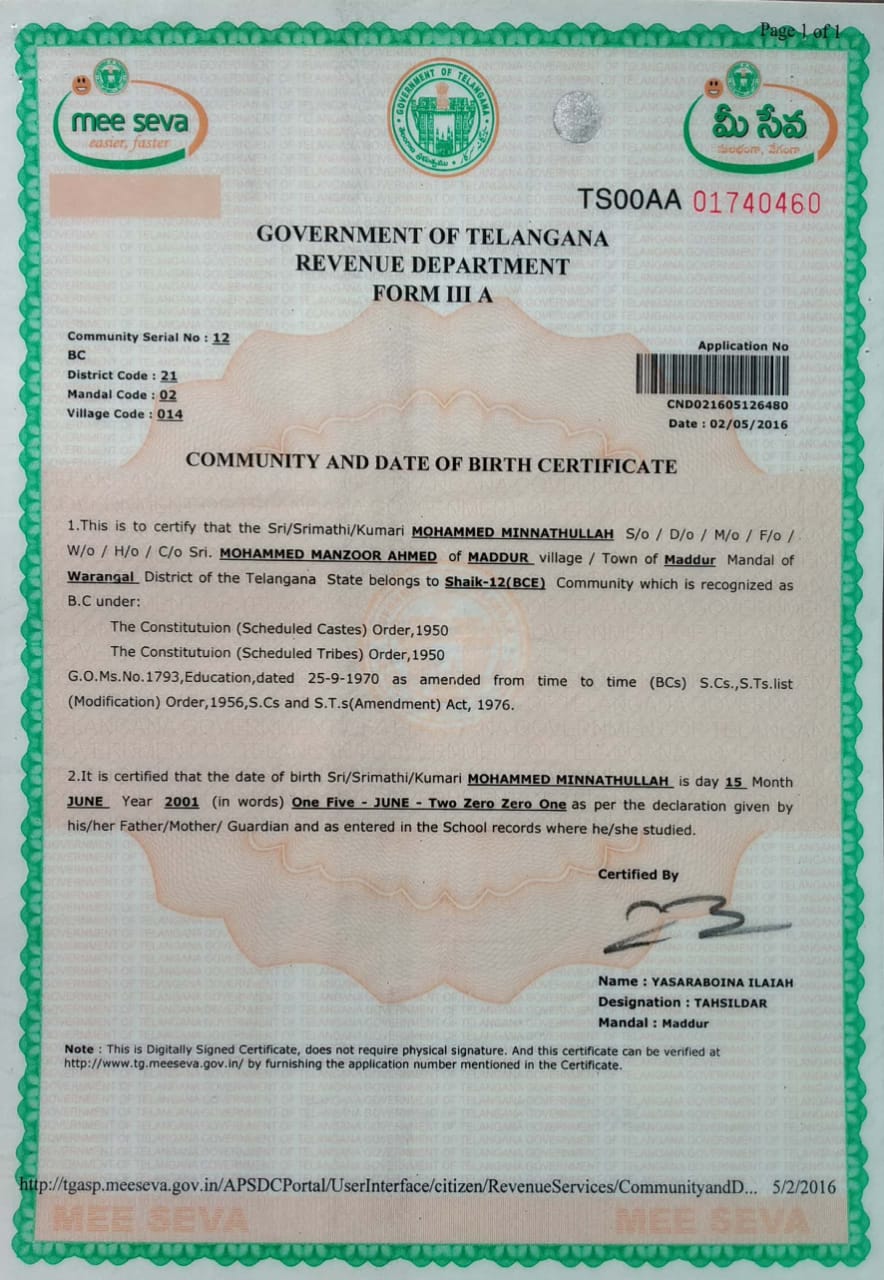 Page 1 of 1
mee seva
easier, faster
GOVERNMENT OF TELANGANA
మీ సేవ
TS00AA 01740460
GOVERNMENT OF TELANGANA
REVENUE DEPARTMENT
FORM III A
Community Serial No : 12
BC
District Code : 21
Mandal Code : 02
Village Code : 014
Application No
CND021605126480
Date : 02/05/2016
COMMUNITY AND DATE OF BIRTH CERTIFICATE
1.This is to certify that the Sri/Srimathi/Kumari MOHAMMED MINNATHULLAH S/o / D/o / M/o / F/o /
W/o / H/o / C/o Sri. MOHAMMED MANZOOR AHMED of MADDUR village / Town of Maddur Mandal of
Warangal District of the Telangana State belongs to Shaik-12(BCE) Community which is recognized as
B.C under:
The Constitutuion (Scheduled Castes) Order,1950
The Constitutuion (Scheduled Tribes) Order,1950
G.O.Ms.No.1793,Education,dated 25-9-1970 as amended from time to time (BCs) S.Cs.,S.Ts.list
(Modification) Order,1956,S.Cs and S.T.s(Amendment) Act, 1976.
2.It is certified that the date of birth Sri/Srimathi/Kumari MOHAMMED MINNATHULLAH is day 15 Month
JUNE Year 2001 (in words) One Five - JUNE - Two Zero Zero One as per the declaration given by
his/her Father/Mother/ Guardian and as entered in the School records where he/she studied.
Certified By
Name : YASARABOINA ILAIAH
Designation : TAHSILDAR
Mandal : Maddur
Note : This is Digitally Signed Certificate, does not require physical signature. And this certificate can be verified at
http://www.tg.meeseva.gov.in/ by furnishing the application number mentioned in the Certificate.
http://tgasp.meeseva.gov.in/APSDCPortal/UserInterface/citizen/RevenueServices/CommunityandD... 5/2/2016
MEE SEVA MEE SEVA